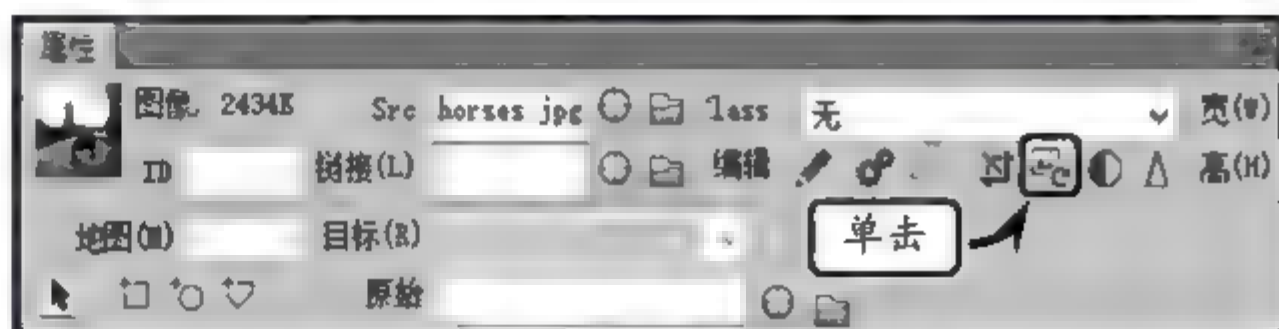 属性
图像, 2434K Src horses jpg Class 无 宽(W)
ID 链接(L) 编辑 高(H)
地图(M) 目标(R) 单击
原始